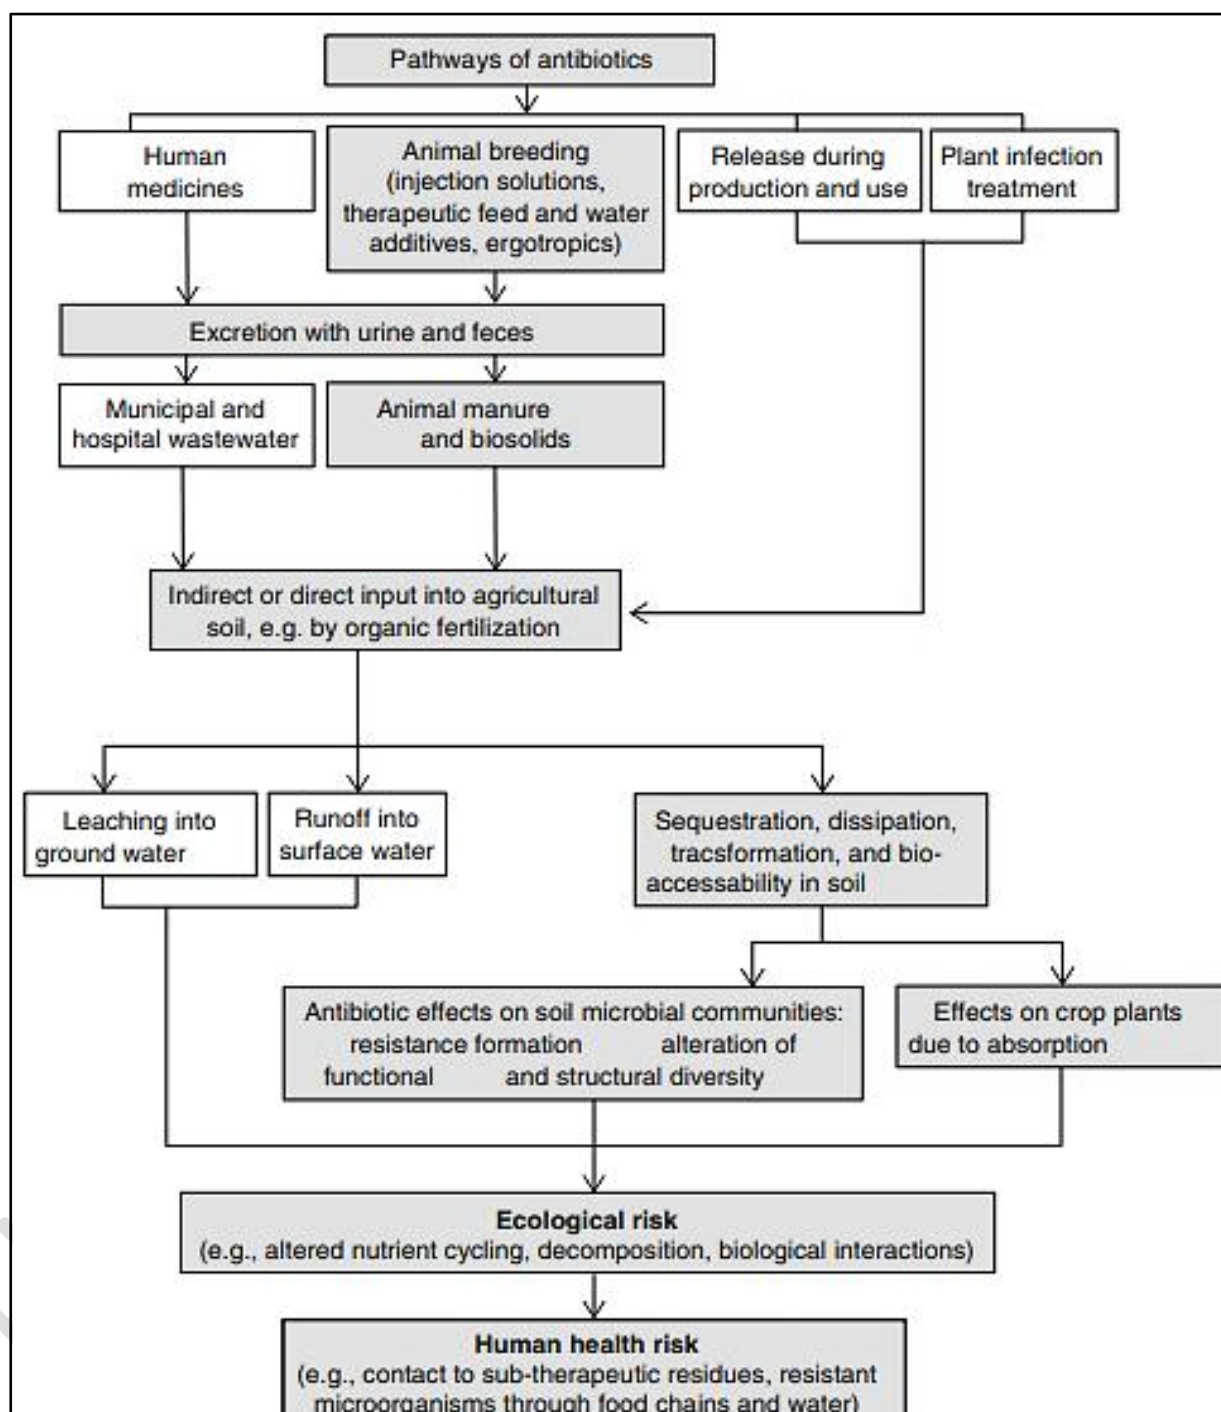 Pathways of antibiotics
Human
medicines
Animal breeding
(injection solutions,
therapeutic feed and water
additives, ergotropics)
Release during
production and use
Plant infection
treatment
Excretion with urine and feces
Municipal and
hospital wastewater
Animal manure
and biosolids
Indirect or direct input into agricultural
soil, e.g. by organic fertilization
Leaching into
ground water
Runoff into
surface water
Sequestration, dissipation,
tracsformation, and bio-
accessability in soil
Antibiotic effects on soil microbial communities:
resistance formation alteration of
functional and structural diversity
Effects on crop plants
due to absorption
Ecological risk
(e.g., altered nutrient cycling, decomposition, biological interactions)
Human health risk
(e.g., contact to sub-therapeutic residues, resistant
microorganisms through food chains and water)